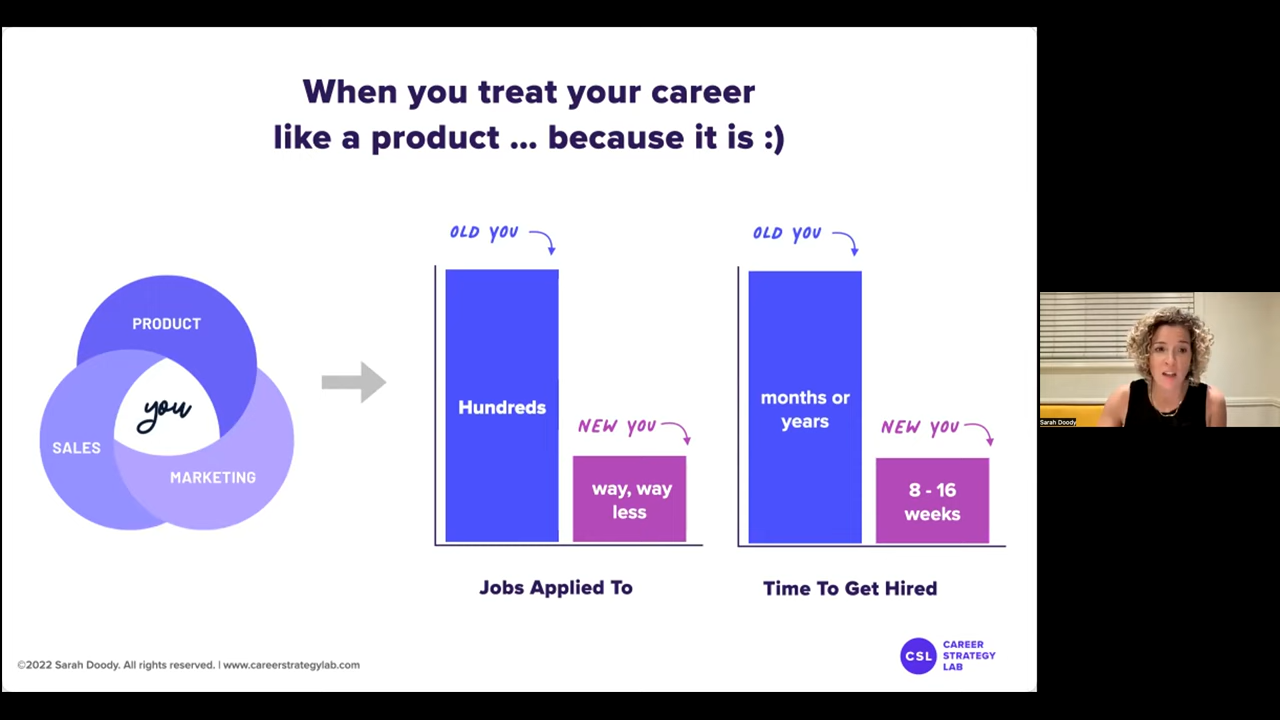 When you treat your career
like a product ... because it is :)
PRODUCT
SALES
MARKETING
you
OLD YOU
Hundreds
NEW YOU
way, way
less
Jobs Applied To
OLD YOU
months or
years
NEW YOU
8 - 16
weeks
Time To Get Hired
©2022 Sarah Doody. All rights reserved. | www.careerstrategylab.com
CSL
CAREER
STRATEGY
LAB
Sarah Doody